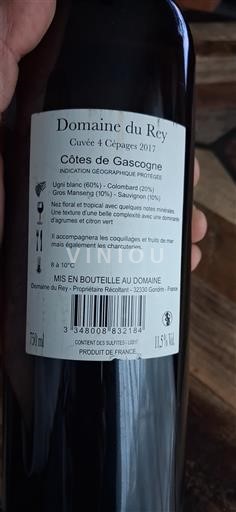 Domaine du Rey
Cuvée 4 Cépages 2017
Côtes de Gascogne
INDICATION GÉOGRAPHIQUE PROTÉGÉE
Ugni blanc (60%) - Colombard (20%)
Gros Manseng (10%) - Sauvignon (10%)
Nez floral et tropical avec quelques notes minérales.
Une texture d'une belle complexité avec une dominante
d'agrumes et citron vert
Il accompagnera les coquillages et fruits de mer
mais également les charcuteries.
VINIOU
8 à 10°C
MIS EN BOUTEILLE AU DOMAINE
Domaine du Rey - Propriétaire Récoltant - 32330 Gondrin - France
750 ml
3 348008 832184
11,5% Vol.
CONTIENT DES SULFITES - L0817
PRODUIT DE FRANCE